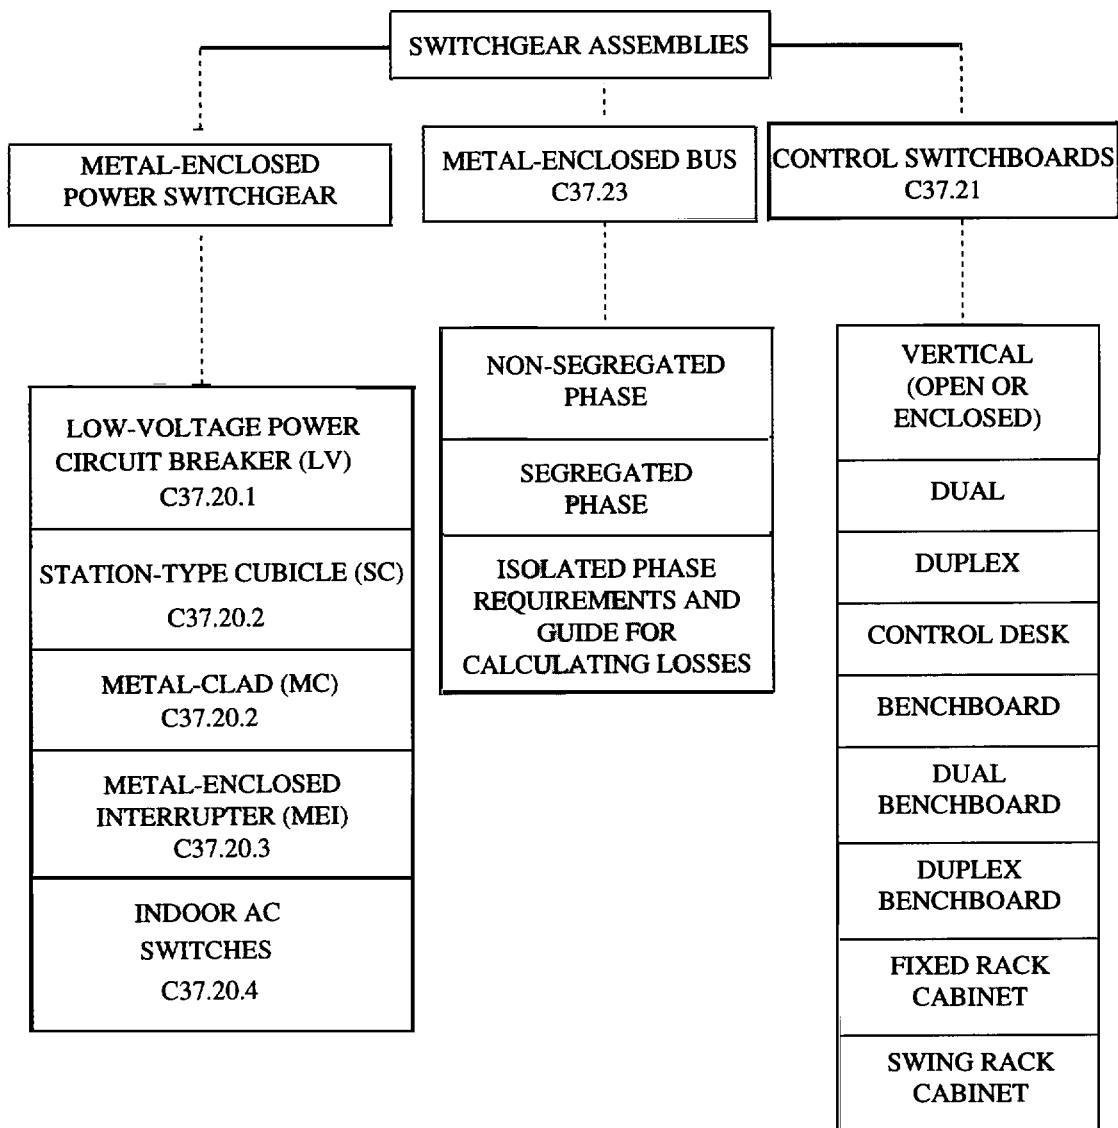 SWITCHGEAR ASSEMBLIES
METAL-ENCLOSED
POWER SWITCHGEAR
METAL-ENCLOSED BUS
C37.23
CONTROL SWITCHBOARDS
C37.21
LOW-VOLTAGE POWER
CIRCUIT BREAKER (LV)
C37.20.1
STATION-TYPE CUBICLE (SC)
C37.20.2
METAL-CLAD (MC)
C37.20.2
METAL-ENCLOSED
INTERRUPTER (MEI)
C37.20.3
INDOOR AC
SWITCHES
C37.20.4
NON-SEGREGATED
PHASE
SEGREGATED
PHASE
ISOLATED PHASE
REQUIREMENTS AND
GUIDE FOR
CALCULATING LOSSES
VERTICAL
(OPEN OR
ENCLOSED)
DUAL
DUPLEX
CONTROL DESK
BENCHBOARD
DUAL
BENCHBOARD
DUPLEX
BENCHBOARD
FIXED RACK
CABINET
SWING RACK
CABINET